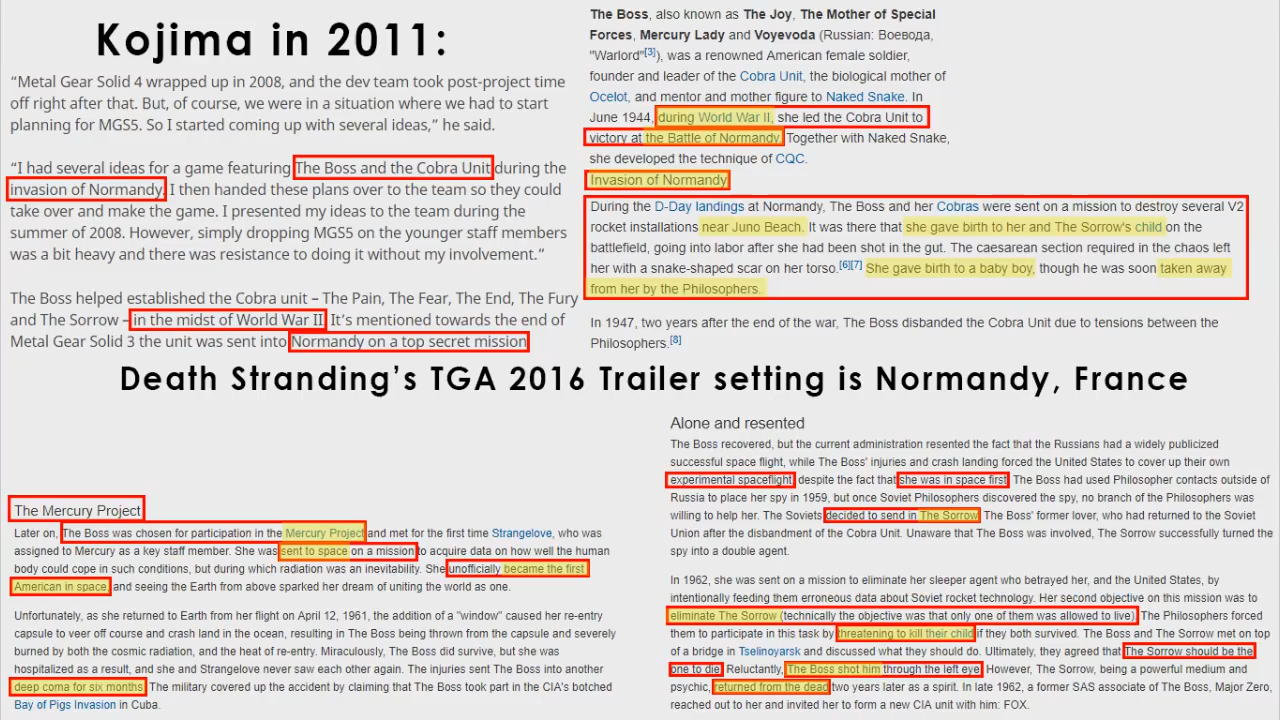 Kojima in 2011:
“Metal Gear Solid 4 wrapped up in 2008, and the dev team took post-project time
off right after that. But, of course, we were in a situation where we had to start
planning for MGS5. So I started coming up with several ideas,” he said.
“I had several ideas for a game featuring The Boss and the Cobra Unit during the
invasion of Normandy. I then handed these plans over to the team so they could
take over and make the game. I presented my ideas to the team during the
summer of 2008. However, simply dropping MGS5 on the younger staff members
was a bit heavy and there was resistance to doing it without my involvement.“
The Boss helped established the Cobra unit – The Pain, The Fear, The End, The Fury
and The Sorrow – in the midst of World War II. It’s mentioned towards the end of
Metal Gear Solid 3 the unit was sent into Normandy on a top secret mission
The Boss, also known as The Joy, The Mother of Special
Forces, Mercury Lady and Voyevoda (Russian: Воевода,
"Warlord"[3]), was a renowned American female soldier,
founder and leader of the Cobra Unit, the biological mother of
Ocelot, and mentor and mother figure to Naked Snake. In
June 1944, during World War II, she led the Cobra Unit to
victory at the Battle of Normandy. Together with Naked Snake,
she developed the technique of CQC.
Invasion of Normandy
During the D-Day landings at Normandy, The Boss and her Cobras were sent on a mission to destroy several V2
rocket installations near Juno Beach. It was there that she gave birth to her and The Sorrow's child on the
battlefield, going into labor after she had been shot in the gut. The caesarean section required in the chaos left
her with a snake-shaped scar on her torso.[6][7] She gave birth to a baby boy, though he was soon taken away
from her by the Philosophers.
In 1947, two years after the end of the war, The Boss disbanded the Cobra Unit due to tensions between the
Philosophers.[8]
Death Stranding’s TGA 2016 Trailer setting is Normandy, France
The Mercury Project
Later on, The Boss was chosen for participation in the Mercury Project and met for the first time Strangelove, who was
assigned to Mercury as a key staff member. She was sent to space on a mission to acquire data on how well the human
body could cope in such conditions, but during which radiation was an inevitability. She unofficially became the first
American in space, and seeing the Earth from above sparked her dream of uniting the world as one.
Unfortunately, as she returned to Earth from her flight on April 12, 1961, the addition of a "window" caused her re-entry
capsule to veer off course and crash land in the ocean, resulting in The Boss being thrown from the capsule and severely
burned by both the cosmic radiation, and the heat of re-entry. Miraculously, The Boss did survive, but she was
hospitalized as a result, and she and Strangelove never saw each other again. The injuries sent The Boss into another
deep coma for six months. The military covered up the accident by claiming that The Boss took part in the CIA's botched
Bay of Pigs Invasion in Cuba.
Alone and resented
The Boss recovered, but the current administration resented the fact that the Russians had a widely publicized
successful space flight, while The Boss' injuries and crash landing forced the United States to cover up their own
experimental spaceflight, despite the fact that she was in space first. The Boss had used Philosopher contacts outside of
Russia to place her spy in 1959, but once Soviet Philosophers discovered the spy, no branch of the Philosophers was
willing to help her. The Soviets decided to send in The Sorrow, The Boss' former lover, who had returned to the Soviet
Union after the disbandment of the Cobra Unit. Unaware that The Boss was involved, The Sorrow successfully turned the
spy into a double agent.
In 1962, she was sent on a mission to eliminate her sleeper agent who betrayed her, and the United States, by
intentionally feeding them erroneous data about Soviet rocket technology. Her second objective on this mission was to
eliminate The Sorrow (technically the objective was that only one of them was allowed to live). The Philosophers forced
them to participate in this task by threatening to kill their child if they both survived. The Boss and The Sorrow met on top
of a bridge in Tselinoyarsk and discussed what they should do. Ultimately, they agreed that The Sorrow should be the
one to die. Reluctantly, The Boss shot him through the left eye. However, The Sorrow, being a powerful medium and
psychic, returned from the dead two years later as a spirit. In late 1962, a former SAS associate of The Boss, Major Zero,
reached out to her and invited her to form a new CIA unit with him: FOX.